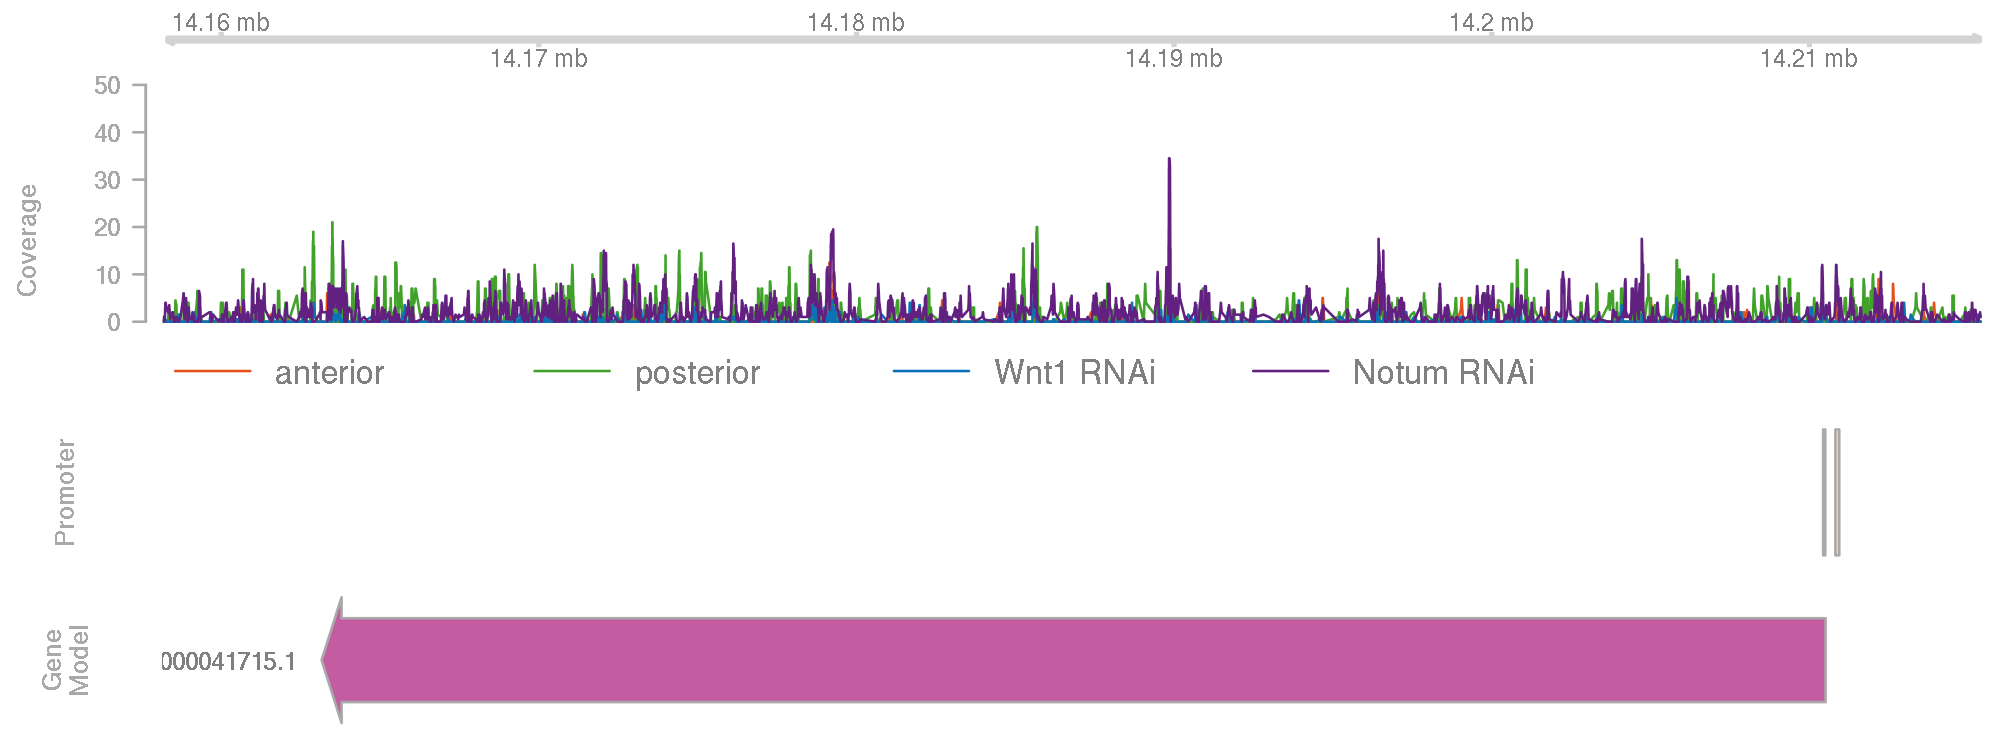 14.16 mb 14.18 mb 14.2 mb
14.17 mb 14.19 mb 14.21 mb
50
40
30
20
10
0
Coverage
anterior posterior Wnt1 RNAi Notum RNAi
Promoter
Gene
Model
000041715.1